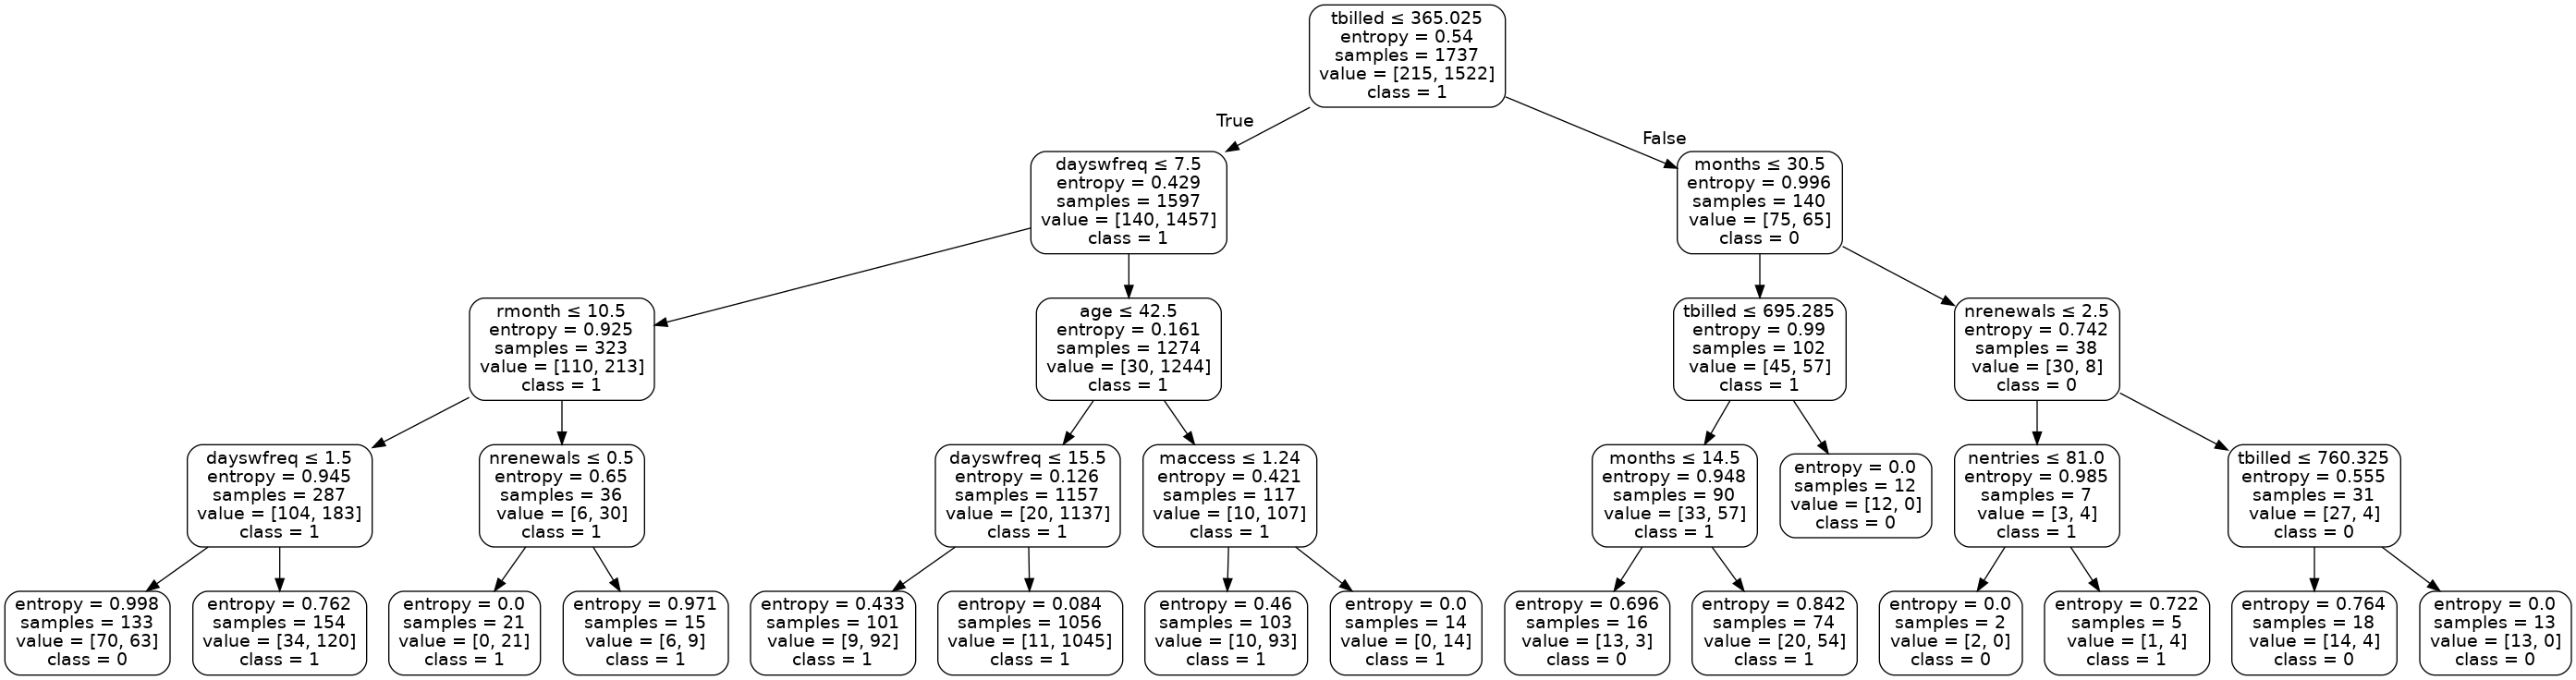 tbilled ≤ 365.025
entropy = 0.54
samples = 1737
value = [215, 1522]
class = 1
True
False
dayswfreq ≤ 7.5
entropy = 0.429
samples = 1597
value = [140, 1457]
class = 1
months ≤ 30.5
entropy = 0.996
samples = 140
value = [75, 65]
class = 0
rmonth ≤ 10.5
entropy = 0.925
samples = 323
value = [110, 213]
class = 1
age ≤ 42.5
entropy = 0.161
samples = 1274
value = [30, 1244]
class = 1
tbilled ≤ 695.285
entropy = 0.99
samples = 102
value = [45, 57]
class = 1
nrenewals ≤ 2.5
entropy = 0.742
samples = 38
value = [30, 8]
class = 0
dayswfreq ≤ 1.5
entropy = 0.945
samples = 287
value = [104, 183]
class = 1
nrenewals ≤ 0.5
entropy = 0.65
samples = 36
value = [6, 30]
class = 1
dayswfreq ≤ 15.5
entropy = 0.126
samples = 1157
value = [20, 1137]
class = 1
maccess ≤ 1.24
entropy = 0.421
samples = 117
value = [10, 107]
class = 1
months ≤ 14.5
entropy = 0.948
samples = 90
value = [33, 57]
class = 1
entropy = 0.0
samples = 12
value = [12, 0]
class = 0
nentries ≤ 81.0
entropy = 0.985
samples = 7
value = [3, 4]
class = 1
tbilled ≤ 760.325
entropy = 0.555
samples = 31
value = [27, 4]
class = 0
entropy = 0.998
samples = 133
value = [70, 63]
class = 0
entropy = 0.762
samples = 154
value = [34, 120]
class = 1
entropy = 0.0
samples = 21
value = [0, 21]
class = 1
entropy = 0.971
samples = 15
value = [6, 9]
class = 1
entropy = 0.433
samples = 101
value = [9, 92]
class = 1
entropy = 0.084
samples = 1056
value = [11, 1045]
class = 1
entropy = 0.46
samples = 103
value = [10, 93]
class = 1
entropy = 0.0
samples = 14
value = [0, 14]
class = 1
entropy = 0.696
samples = 16
value = [13, 3]
class = 0
entropy = 0.842
samples = 74
value = [20, 54]
class = 1
entropy = 0.0
samples = 2
value = [2, 0]
class = 0
entropy = 0.722
samples = 5
value = [1, 4]
class = 1
entropy = 0.764
samples = 18
value = [14, 4]
class = 0
entropy = 0.0
samples = 13
value = [13, 0]
class = 0